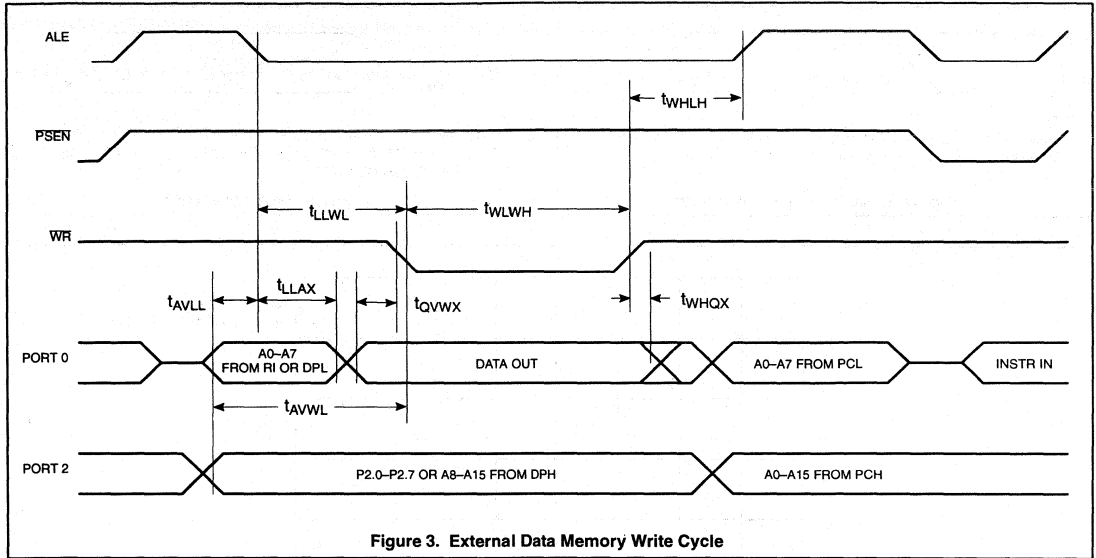 ALE
tWHLH
PSEN
tLLWL
tWLWH
WR
tAVLL
tLLAX
tQVWX
tWHQX
PORT 0
A0–A7
FROM RI OR DPL
DATA OUT
A0–A7 FROM PCL
INSTR IN
tAVWL
PORT 2
P2.0–P2.7 OR A8–A15 FROM DPH
A0–A15 FROM PCH
Figure 3. External Data Memory Write Cycle